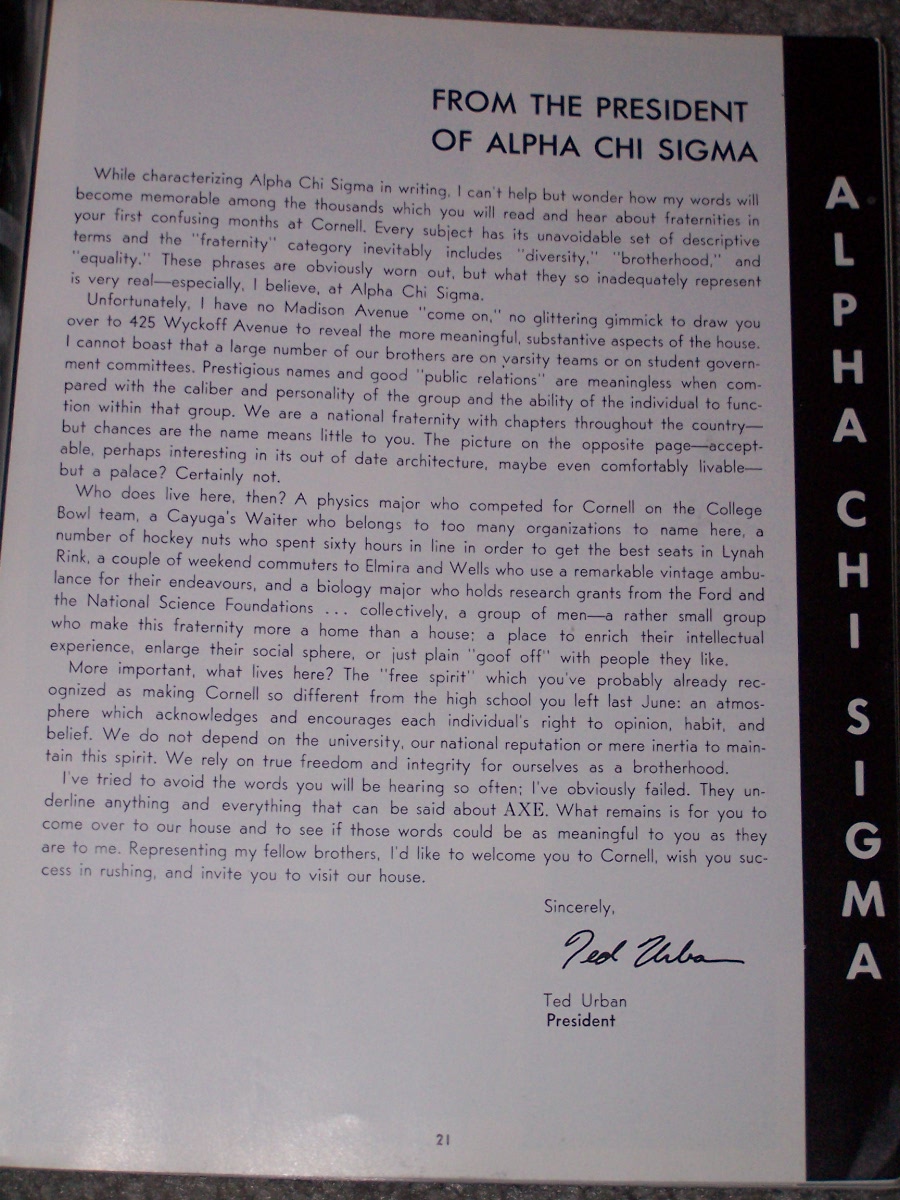 FROM THE PRESIDENT
OF ALPHA CHI SIGMA
While characterizing Alpha Chi Sigma in writing, I can't help but wonder how my words will
become memorable among the thousands which you will read and hear about fraternities in
your first confusing months at Cornell. Every subject has its unavoidable set of descriptive
terms and the "fraternity" category inevitably includes "diversity," "brotherhood," and
"equality." These phrases are obviously worn out, but what they so inadequately represent
is very real—especially, I believe, at Alpha Chi Sigma.
Unfortunately, I have no Madison Avenue "come on," no glittering gimmick to draw you
over to 425 Wyckoff Avenue to reveal the more meaningful, substantive aspects of the house.
I cannot boast that a large number of our brothers are on varsity teams or on student govern-
ment committees. Prestigious names and good "public relations" are meaningless when com-
pared with the caliber and personality of the group and the ability of the individual to func-
tion within that group. We are a national fraternity with chapters throughout the country—
but chances are the name means little to you. The picture on the opposite page—accept-
able, perhaps interesting in its out of date architecture, maybe even comfortably livable—
but a palace? Certainly not.
Who does live here, then? A physics major who competed for Cornell on the College
Bowl team, a Cayuga's Waiter who belongs to too many organizations to name here, a
number of hockey nuts who spent sixty hours in line in order to get the best seats in Lynah
Rink, a couple of weekend commuters to Elmira and Wells who use a remarkable vintage ambu-
lance for their endeavours, and a biology major who holds research grants from the Ford and
the National Science Foundations ... collectively, a group of men—a rather small group
who make this fraternity more a home than a house; a place to enrich their intellectual
experience, enlarge their social sphere, or just plain "goof off" with people they like.
More important, what lives here? The "free spirit" which you've probably already rec-
ognized as making Cornell so different from the high school you left last June: an atmos-
phere which acknowledges and encourages each individual's right to opinion, habit, and
belief. We do not depend on the university, our national reputation or mere inertia to main-
tain this spirit. We rely on true freedom and integrity for ourselves as a brotherhood.
I've tried to avoid the words you will be hearing so often; I've obviously failed. They un-
derline anything and everything that can be said about AXE. What remains is for you to
come over to our house and to see if those words could be as meaningful to you as they
are to me. Representing my fellow brothers, I'd like to welcome you to Cornell, wish you suc-
cess in rushing, and invite you to visit our house.
Sincerely,
Ted Urban
Ted Urban
President
21
ALPHA CHI SIGMA